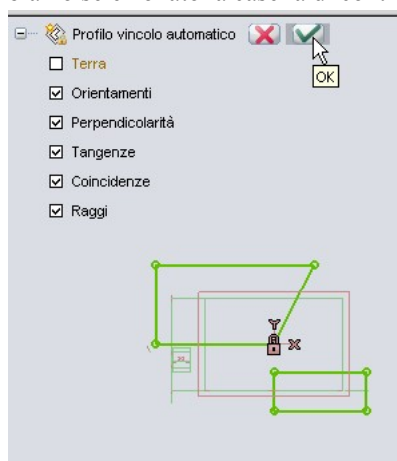 Profilo vincolo automatico
OK
Terra
Orientamenti
Perpendicolarità
Tangenze
Coincidenze
Raggi
Y
X